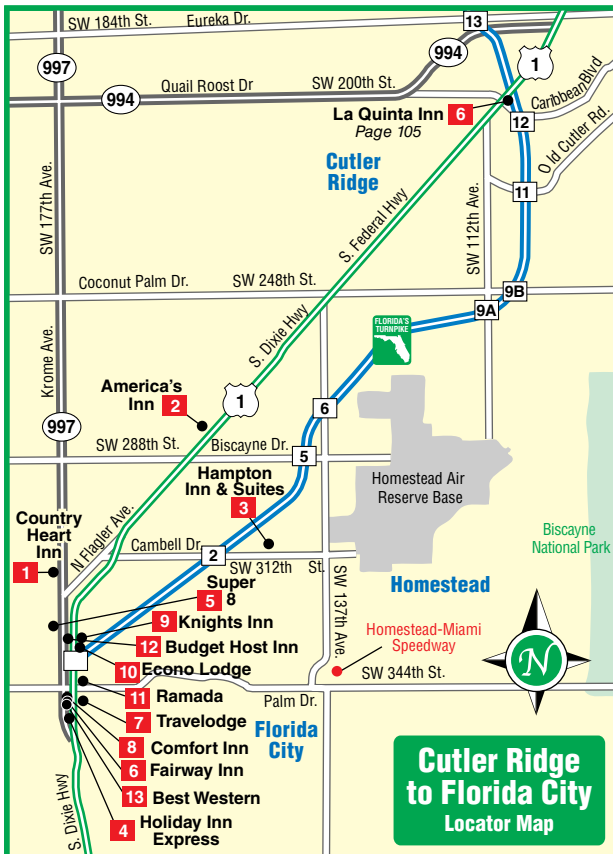 SW 184th St.
Eureka Dr.
13
997
994
1
Quail Roost Dr
SW 200th St.
994
La Quinta Inn 6
Page 105
12
Caribbean Blvd
Cutler
Ridge
Old Cutler Rd.
11
SW 177th Ave.
S. Federal Hwy
SW 112th Ave.
Coconut Palm Dr.
SW 248th St.
9B
9A
FLORIDA'S
TURNPIKE
S. Dixie Hwy
Krome Ave.
America's
Inn 2
1
6
997
SW 288th St.
Biscayne Dr.
5
Hampton
Inn & Suites
3
Homestead Air
Reserve Base
Country
Heart
Inn
1
N Flagler Ave.
Cambell Dr.
2
SW 312th St.
Biscayne
National Park
Super
5 8
Homestead
SW 137th Ave.
9 Knights Inn
12 Budget Host Inn
10 Econo Lodge
Homestead-Miami
Speedway
N
SW 344th St.
11 Ramada
Palm Dr.
7 Travelodge
Florida
City
8 Comfort Inn
6 Fairway Inn
13 Best Western
4 Holiday Inn
Express
S. Dixie Hwy
Cutler Ridge
to Florida City
Locator Map